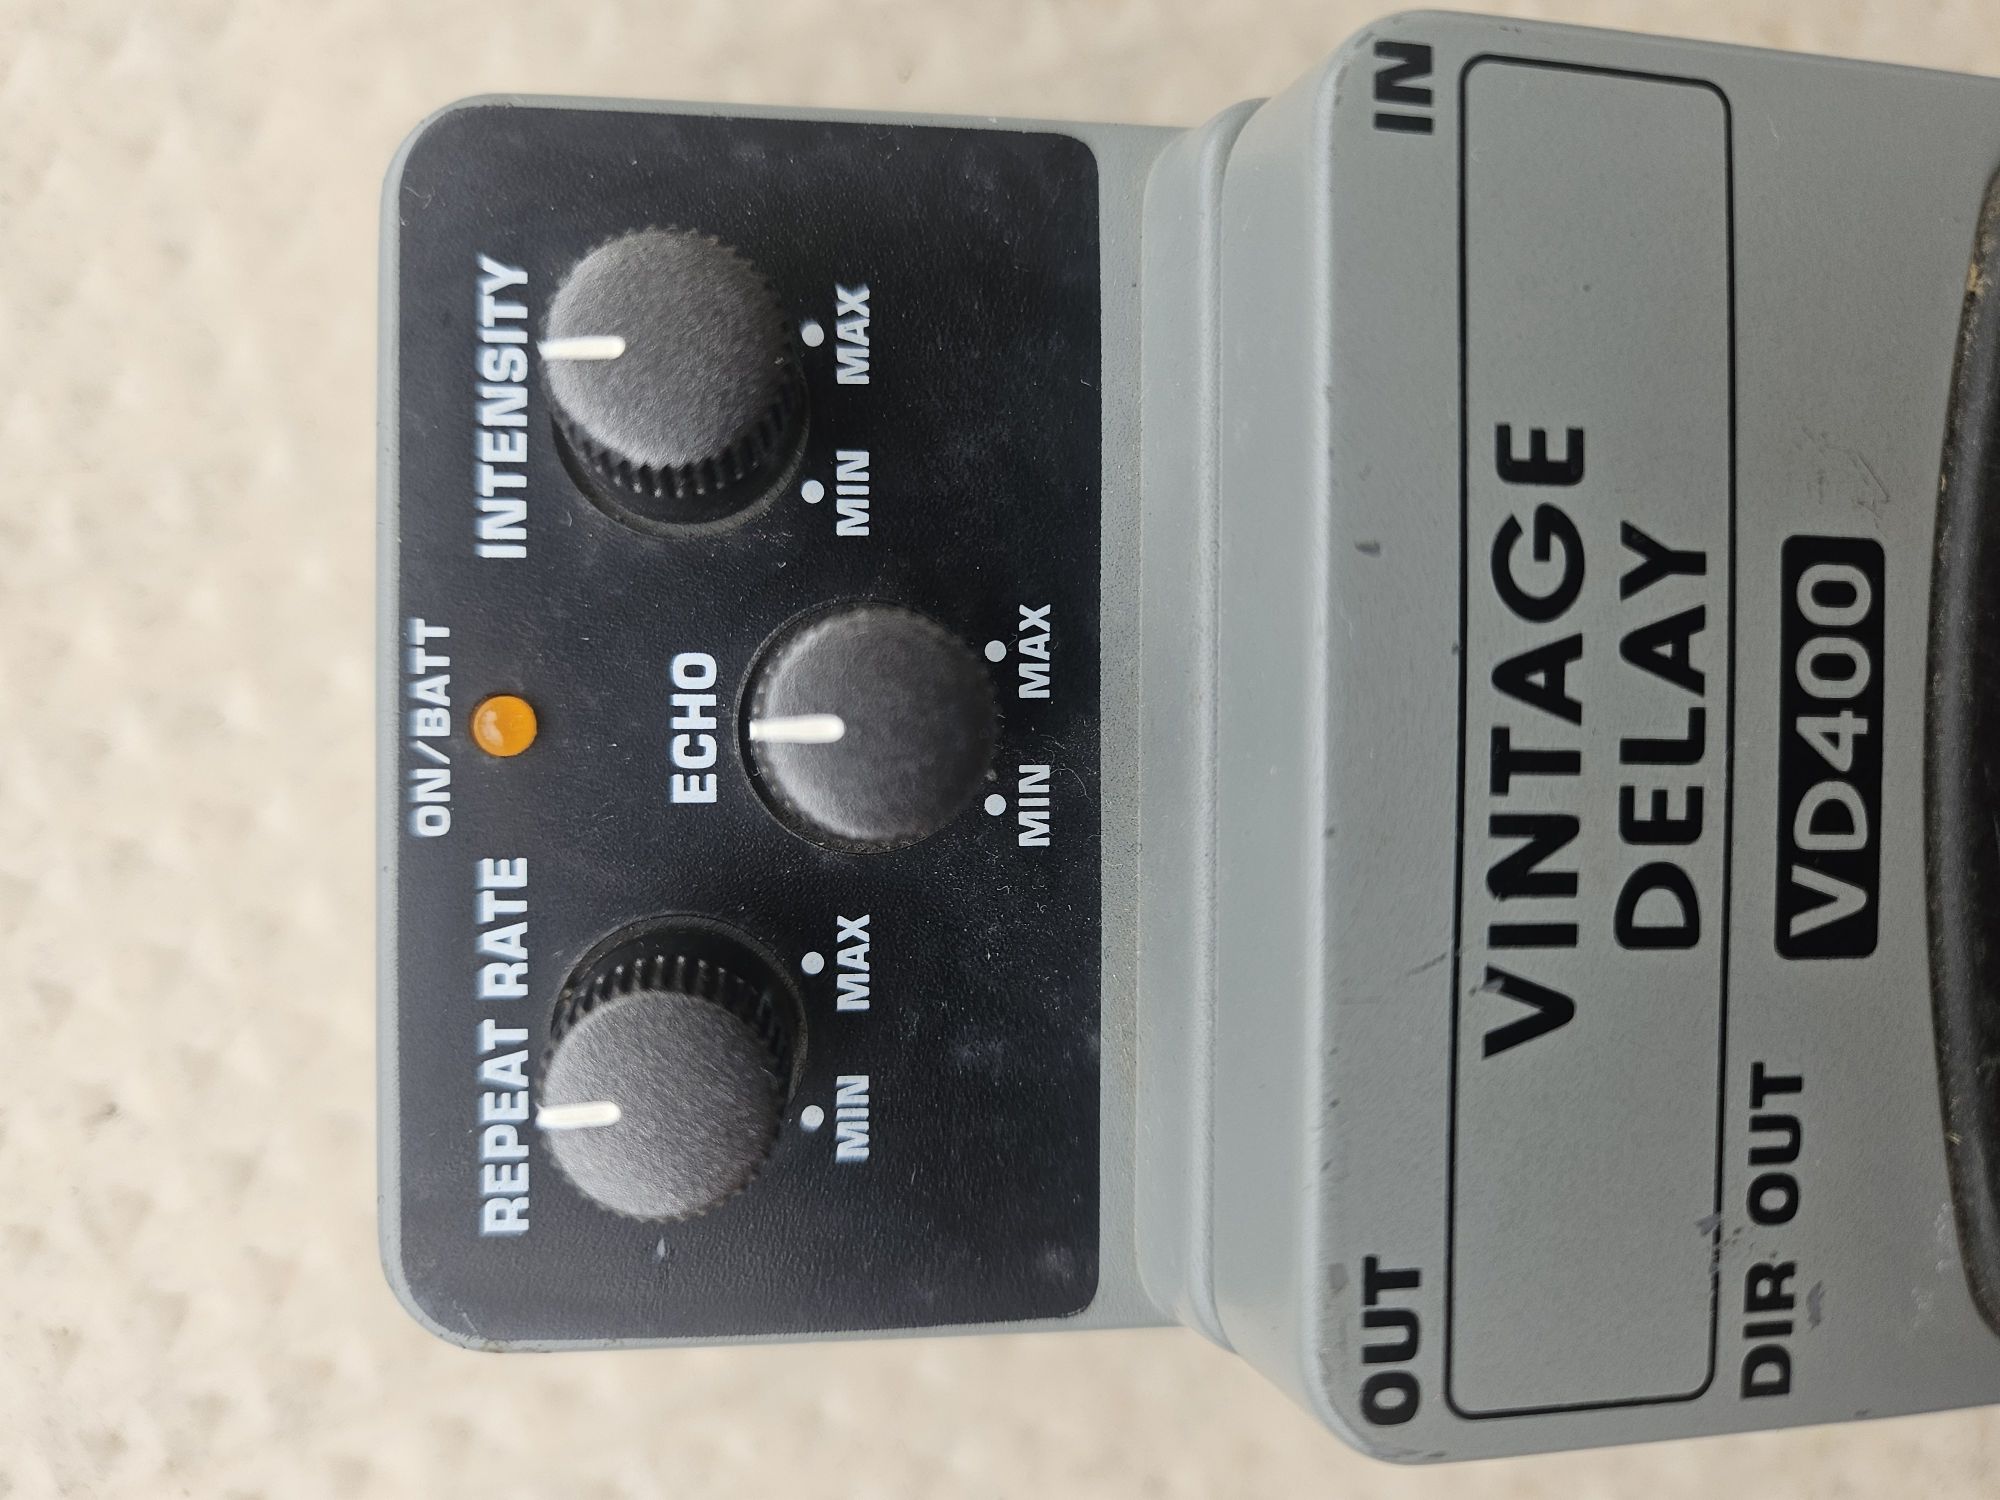 ON/BATT
REPEAT RATE
INTENSITY
ECHO
MIN MAX
MIN MAX
MIN MAX
OUT
IN
VINTAGE
DELAY
DIR OUT
VD400